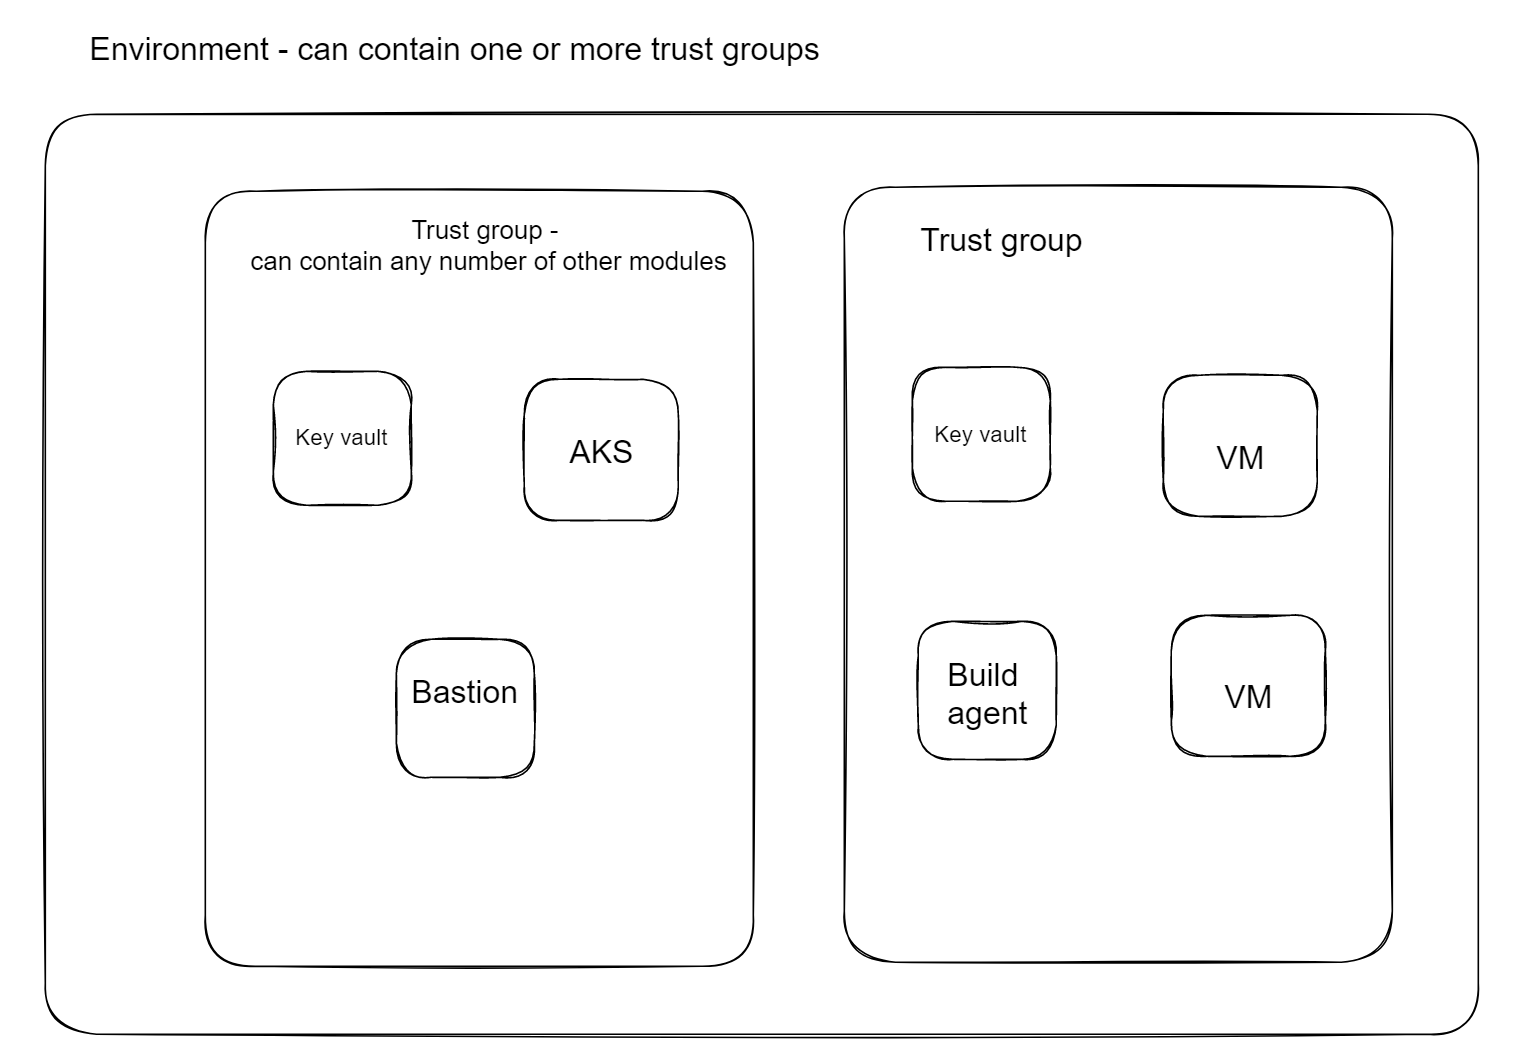 Environment - can contain one or more trust groups
Trust group -
can contain any number of other modules
Key vault
AKS
Bastion
Trust group
Key vault
VM
Build
agent
VM